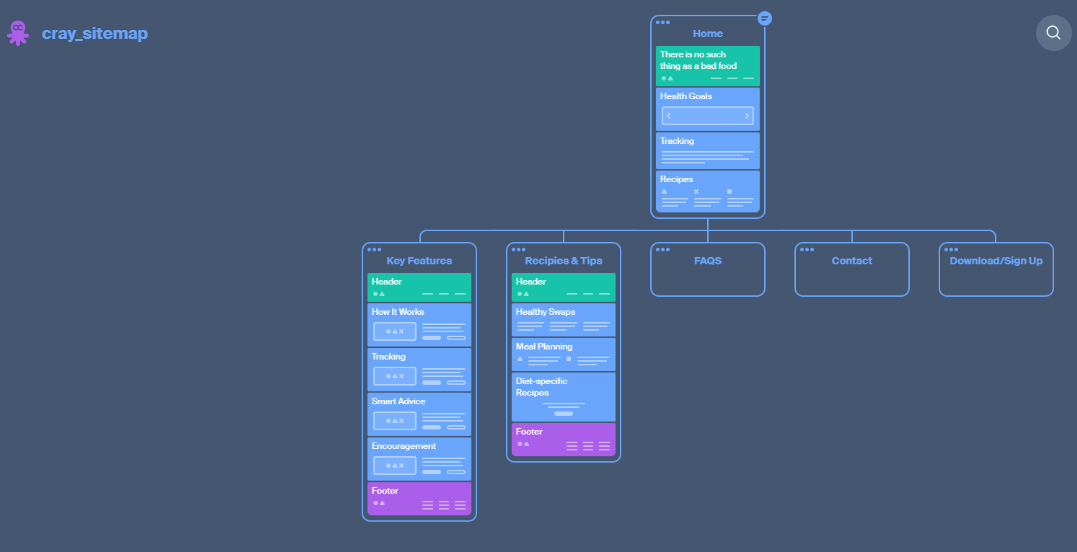 cray_sitemap
Home
There is no such
thing as a bad food
Health Goals
Tracking
Recipes
Key Features
Header
How It Works
Tracking
Smart Advice
Encouragement
Footer
Recipies & Tips
Header
Healthy Swaps
Meal Planning
Diet-specific
Recipes
Footer
FAQS
Contact
Download/Sign Up